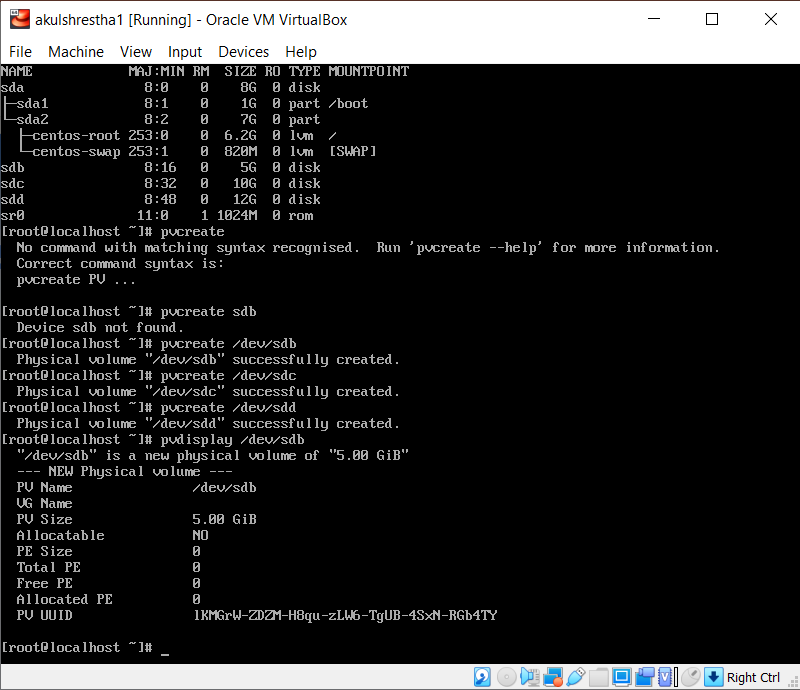 akulshrestha1 [Running] - Oracle VM VirtualBox
File Machine View Input Devices Help
NAME MAJ:MIN RM SIZE RO TYPE MOUNTPOINT
sda 8:0 0 8G 0 disk
├─sda1 8:1 0 1G 0 part /boot
└─sda2 8:2 0 7G 0 part
├─centos-root 253:0 0 6.2G 0 lvm /
└─centos-swap 253:1 0 820M 0 lvm [SWAP]
sdb 8:16 0 5G 0 disk
sdc 8:32 0 10G 0 disk
sdd 8:48 0 12G 0 disk
sr0 11:0 1 1024M 0 rom
[root@localhost ~]# pvcreate
No command with matching syntax recognised. Run 'pvcreate --help' for more information.
Correct command syntax is:
pvcreate PV ...
[root@localhost ~]# pvcreate sdb
Device sdb not found.
[root@localhost ~]# pvcreate /dev/sdb
Physical volume "/dev/sdb" successfully created.
[root@localhost ~]# pvcreate /dev/sdc
Physical volume "/dev/sdc" successfully created.
[root@localhost ~]# pvcreate /dev/sdd
Physical volume "/dev/sdd" successfully created.
[root@localhost ~]# pvdisplay /dev/sdb
"/dev/sdb" is a new physical volume of "5.00 GiB"
--- NEW Physical volume ---
PV Name /dev/sdb
VG Name
PV Size 5.00 GiB
Allocatable NO
PE Size 0
Total PE 0
Free PE 0
Allocated PE 0
PV UUID lKMGrW-ZDZM-H8qu-zLW6-TgUB-4SxN-RGb4TY
[root@localhost ~]# _
Right Ctrl